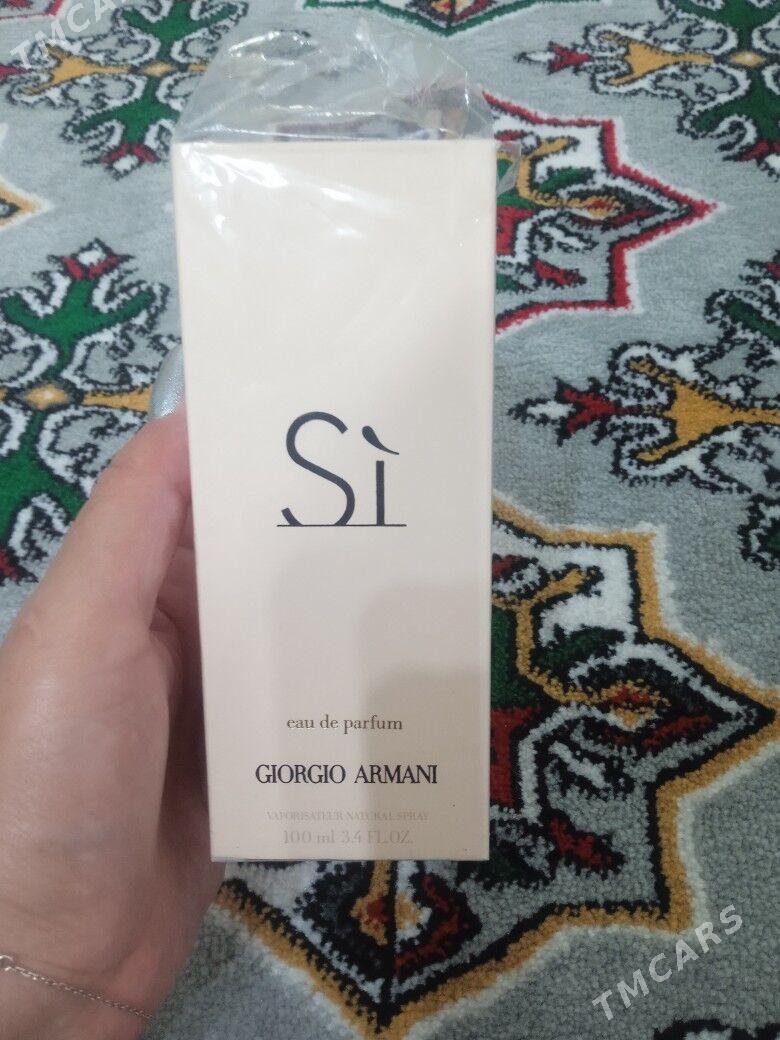 TMCARS
Sì
eau de parfum
GIORGIO ARMANI
VAPORISATEUR NATURAL SPRAY
100 ml 3.4 FL.OZ.
TMCARS